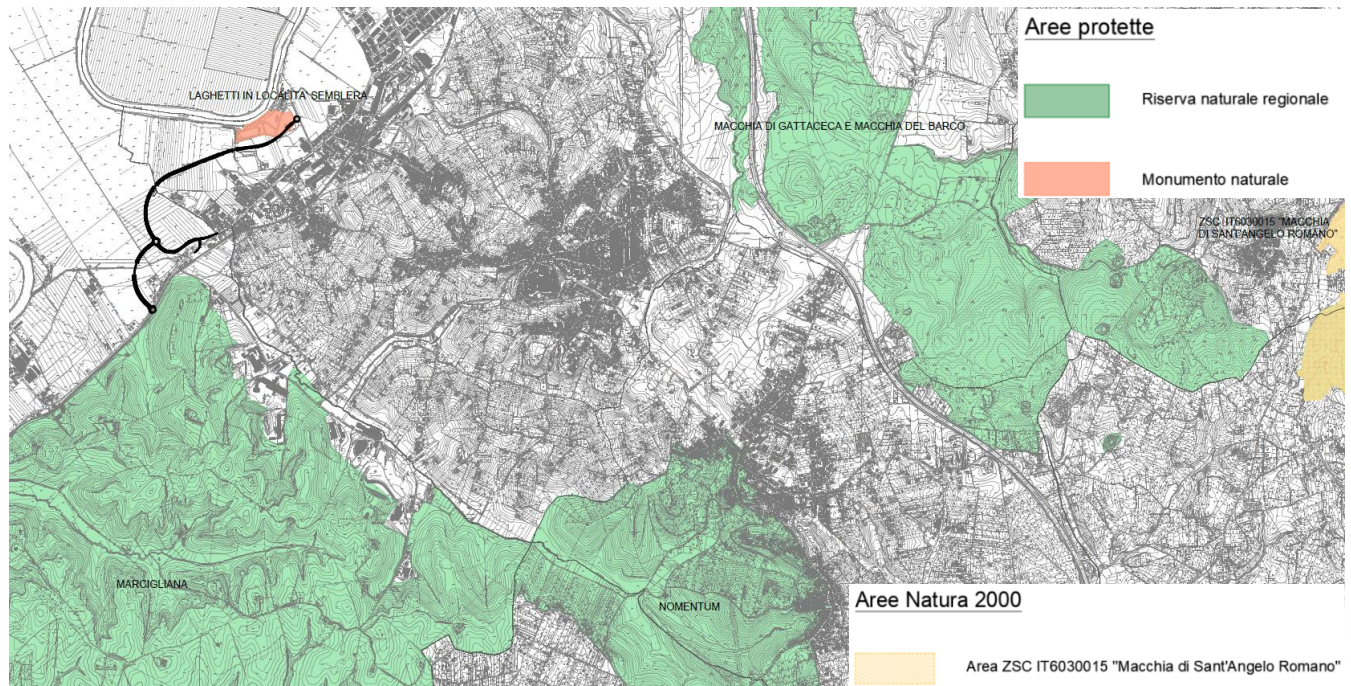 Aree protette
Riserva naturale regionale
Monumento naturale
LAGHETTI IN LOCALITA' SEMBLERA
MACCHIA DI GATTACECA E MACCHIA DEL BARCO
ZSC IT6030015 "MACCHIA
DI SANT'ANGELO ROMANO"
MARCIGLIANA
NOMENTUM
Aree Natura 2000
Area ZSC IT6030015 "Macchia di Sant'Angelo Romano"